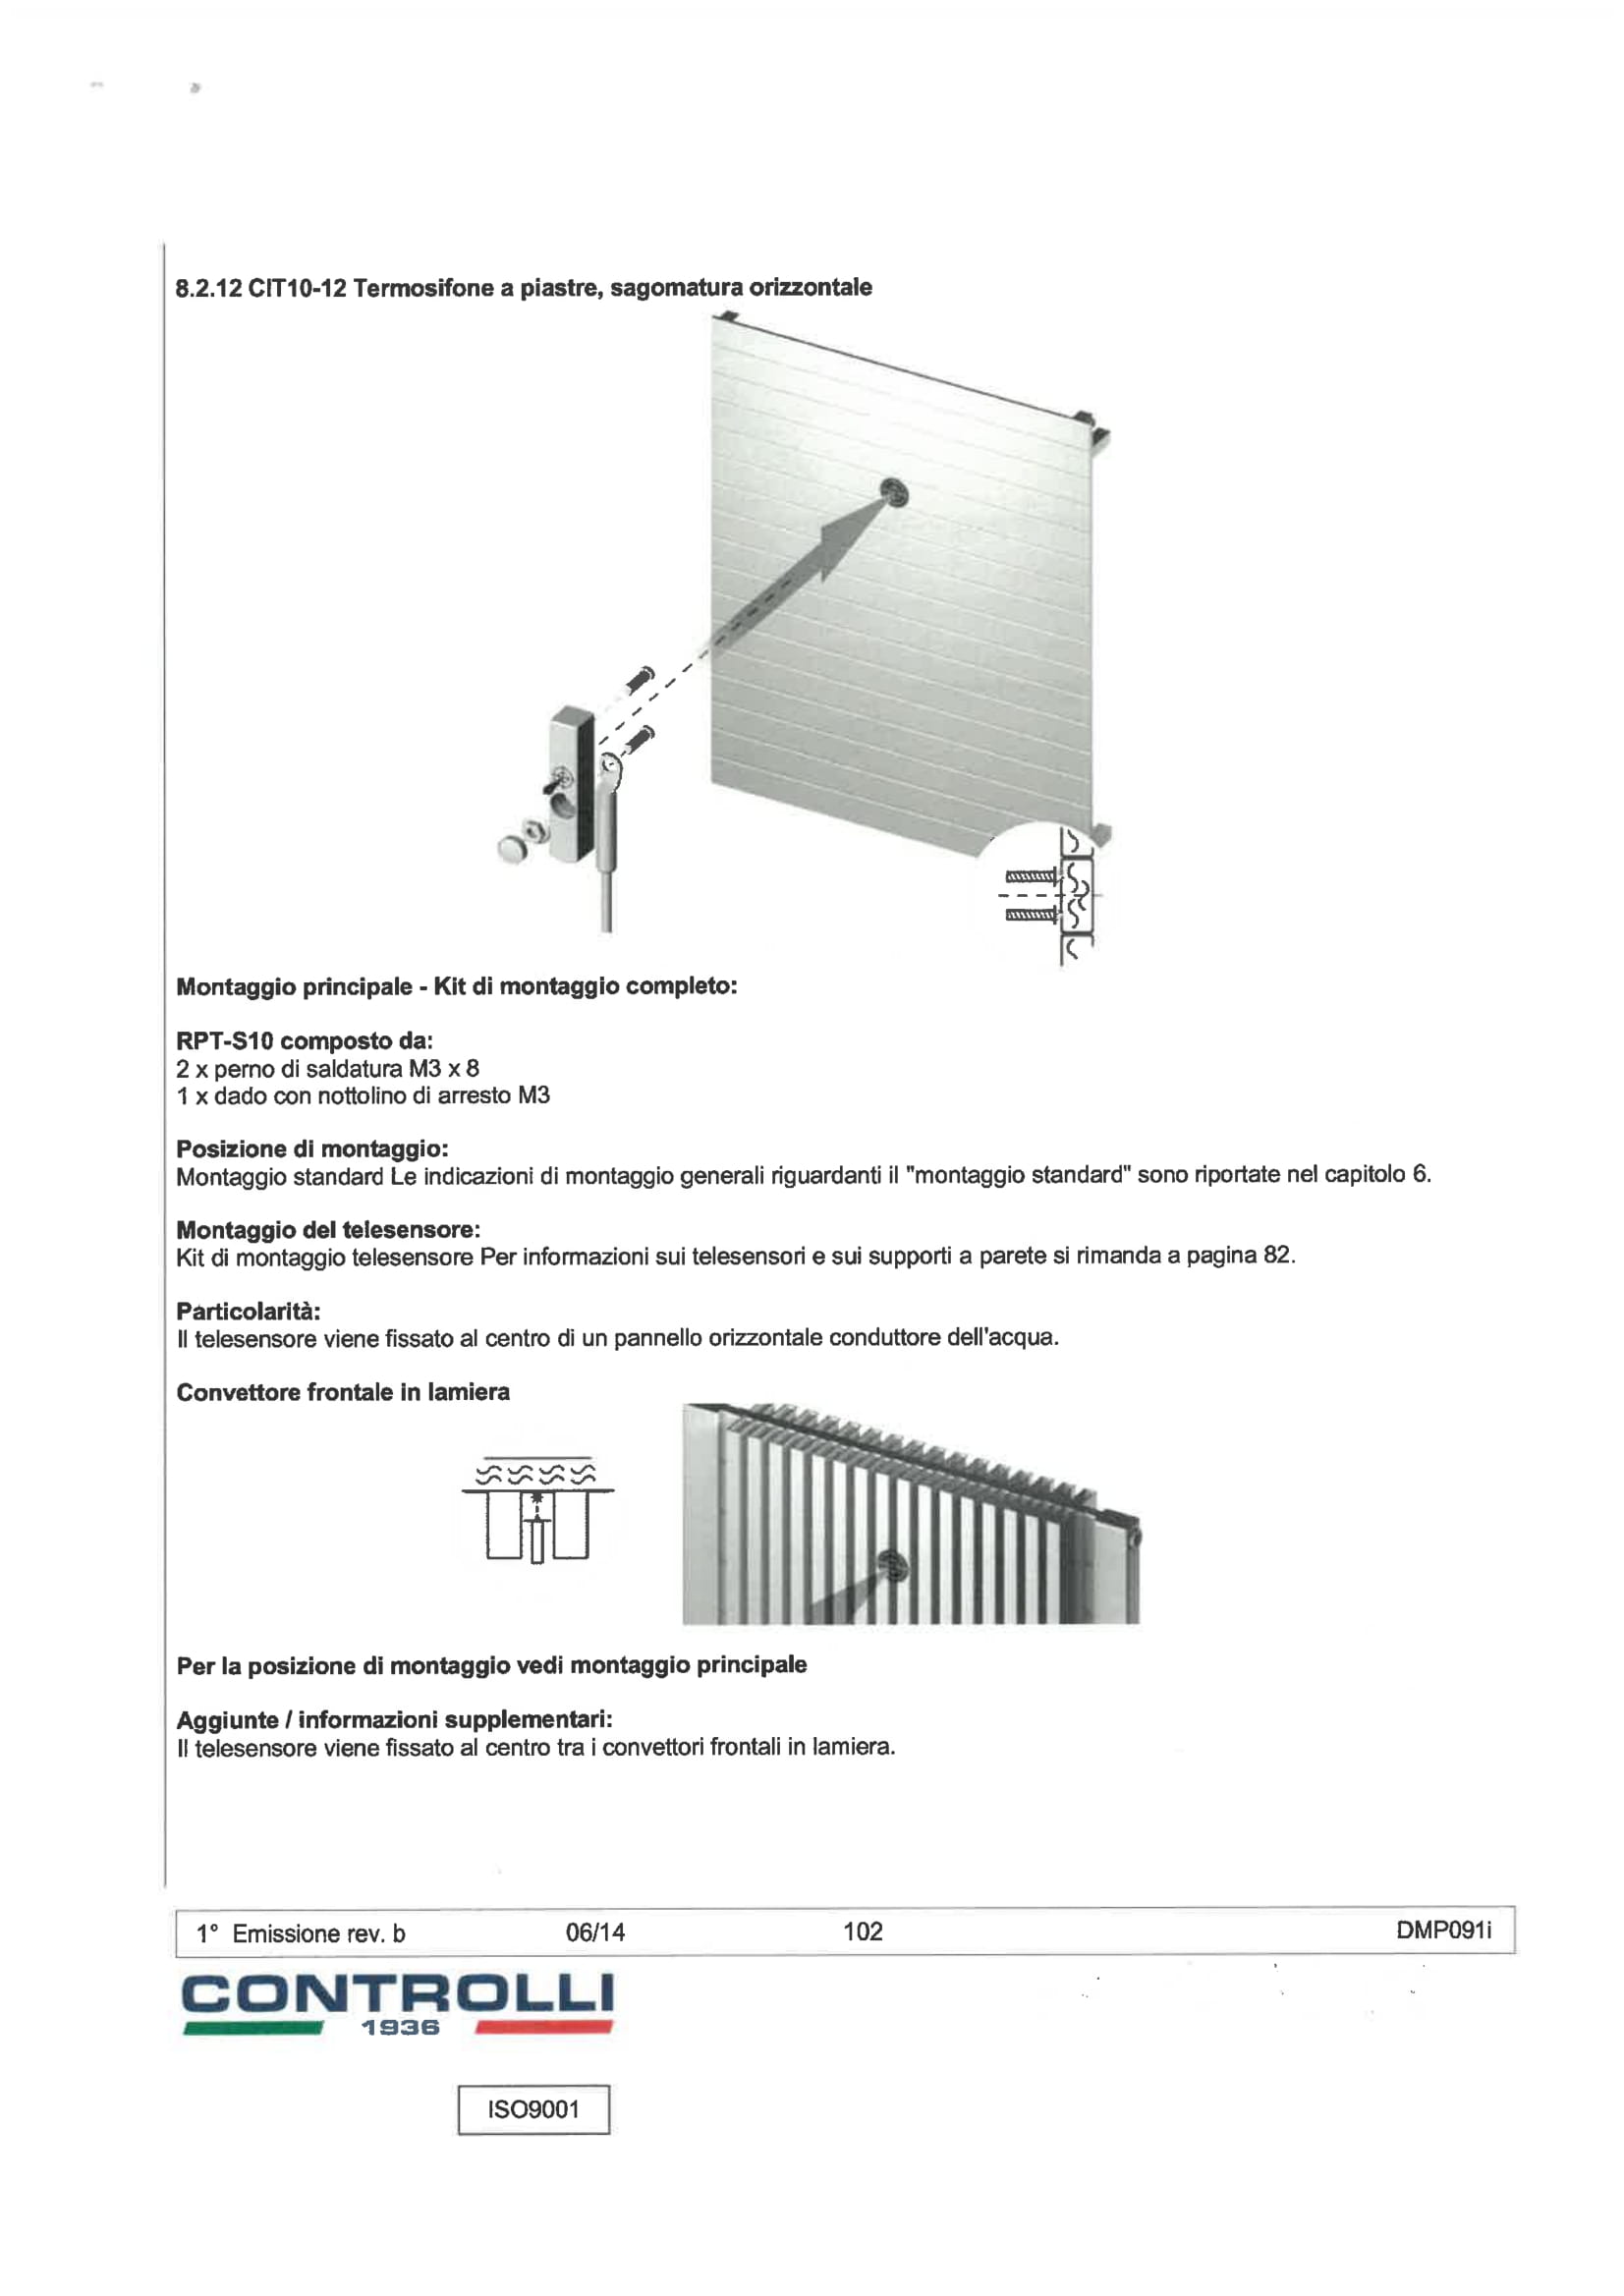 8.2.12 CIT10-12 Termosifone a piastre, sagomatura orizzontale
Montaggio principale - Kit di montaggio completo:
RPT-S10 composto da:
2 x perno di saldatura M3 x 8
1 x dado con nottolino di arresto M3
Posizione di montaggio:
Montaggio standard Le indicazioni di montaggio generali riguardanti il "montaggio standard" sono riportate nel capitolo 6.
Montaggio del telesensore:
Kit di montaggio telesensore Per informazioni sui telesensori e sui supporti a parete si rimanda a pagina 82.
Particolarità:
Il telesensore viene fissato al centro di un pannello orizzontale conduttore dell'acqua.
Convettore frontale in lamiera
Per la posizione di montaggio vedi montaggio principale
Aggiunte / informazioni supplementari:
Il telesensore viene fissato al centro tra i convettori frontali in lamiera.
1° Emissione rev. b 06/14 102 DMP091i
CONTROLLI
1936
ISO9001